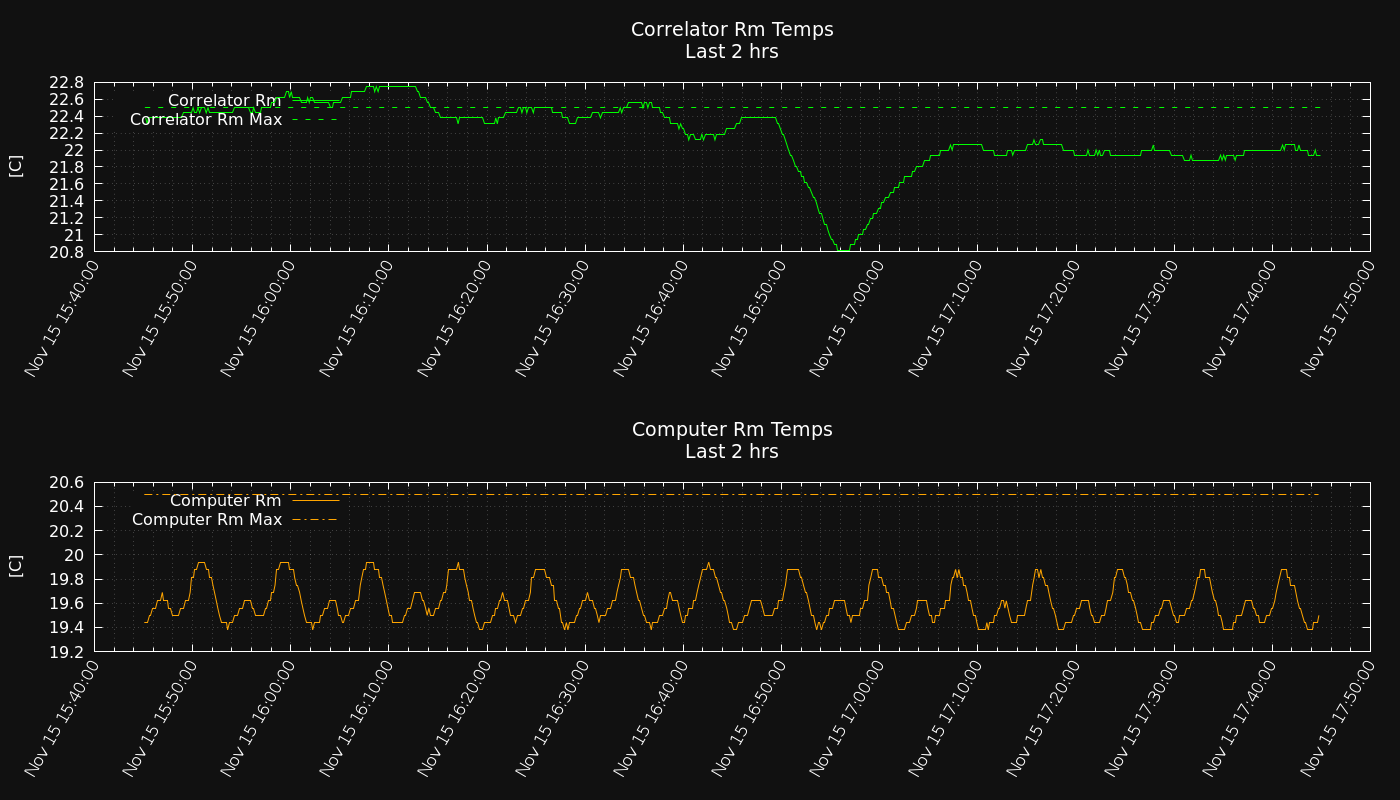 Correlator Rm Temps
Last 2 hrs
[C]
22.8
22.6
22.4
22.2
22
21.8
21.6
21.4
21.2
21
20.8
Correlator Rm
Correlator Rm Max
Nov 15 15:40:00
Nov 15 15:50:00
Nov 15 16:00:00
Nov 15 16:10:00
Nov 15 16:20:00
Nov 15 16:30:00
Nov 15 16:40:00
Nov 15 16:50:00
Nov 15 17:00:00
Nov 15 17:10:00
Nov 15 17:20:00
Nov 15 17:30:00
Nov 15 17:40:00
Nov 15 17:50:00
Computer Rm Temps
Last 2 hrs
[C]
20.6
20.4
20.2
20
19.8
19.6
19.4
19.2
Computer Rm
Computer Rm Max
Nov 15 15:40:00
Nov 15 15:50:00
Nov 15 16:00:00
Nov 15 16:10:00
Nov 15 16:20:00
Nov 15 16:30:00
Nov 15 16:40:00
Nov 15 16:50:00
Nov 15 17:00:00
Nov 15 17:10:00
Nov 15 17:20:00
Nov 15 17:30:00
Nov 15 17:40:00
Nov 15 17:50:00